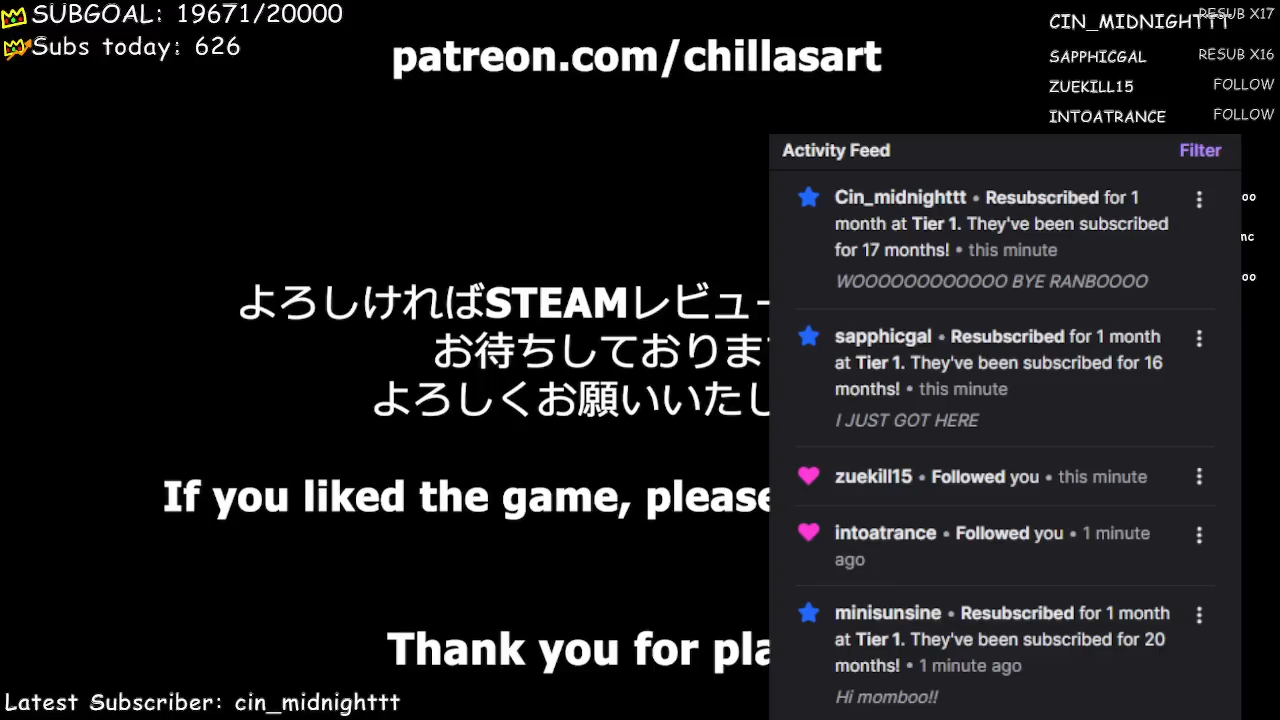 SUBGOAL: 19671/20000
Subs today: 626
patreon.com/chillasart
CIN_MIDNIGHTTT RESUB X17
SAPPHICGAL RESUB X16
ZUEKILL15 FOLLOW
INTOATRANCE FOLLOW
よろしければSTEAMレビュー
お待ちしておりま
よろしくお願いいたし
If you liked the game, please
Thank you for pla
Activity Feed Filter
Cin_midnighttt • Resubscribed for 1
month at Tier 1. They've been subscribed
for 17 months! • this minute
WOOOOOOOOOOOO BYE RANBOOOO
sapphicgal • Resubscribed for 1 month
at Tier 1. They've been subscribed for 16
months! • this minute
I JUST GOT HERE
zuekill15 • Followed you • this minute
intoatrance • Followed you • 1 minute
ago
minisunsine • Resubscribed for 1 month
at Tier 1. They've been subscribed for 20
months! • 1 minute ago
Hi momboo!!
oo
nc
oo
Latest Subscriber: cin_midnighttt